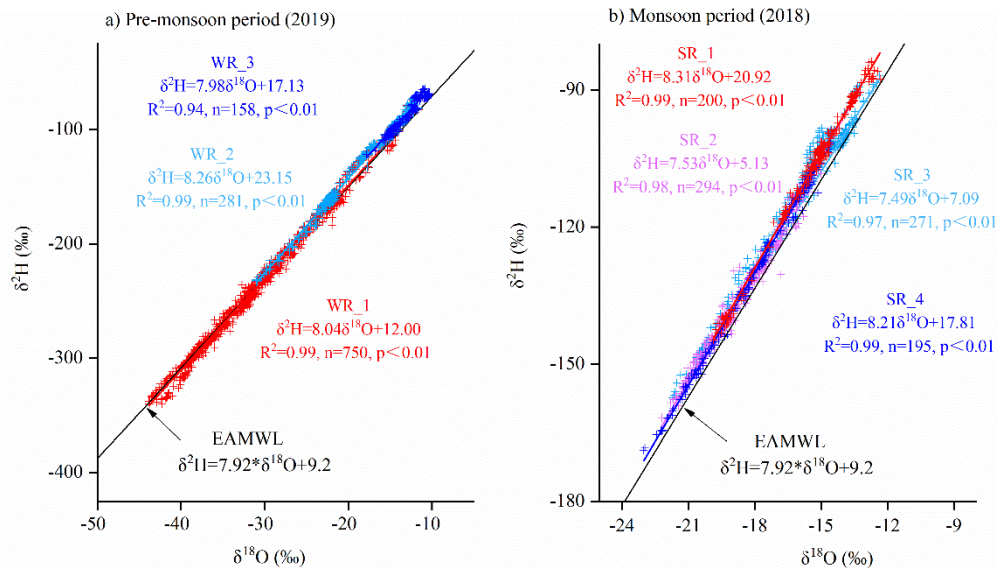 a) Pre-monsoon period (2019)
WR_3
δ²H=7.98δ¹⁸O+17.13
R²=0.94, n=158, p<0.01
WR_2
δ²H=8.26δ¹⁸O+23.15
R²=0.99, n=281, p<0.01
WR_1
δ²H=8.04δ¹⁸O+12.00
R²=0.99, n=750, p<0.01
EAMWL
δ²H=7.92*δ¹⁸O+9.2
δ²H (‰)
-100
-200
-300
-400
-50
-40
-30
-20
-10
δ¹⁸O (‰)
b) Monsoon period (2018)
SR_1
δ²H=8.31δ¹⁸O+20.92
R²=0.99, n=200, p<0.01
SR_2
δ²H=7.53δ¹⁸O+5.13
R²=0.98, n=294, p<0.01
SR_3
δ²H=7.49δ¹⁸O+7.09
R²=0.97, n=271, p<0.01
SR_4
δ²H=8.21δ¹⁸O+17.81
R²=0.99, n=195, p<0.01
EAMWL
δ²H=7.92*δ¹⁸O+9.2
δ²H (‰)
-90
-120
-150
-180
-24
-21
-18
-15
-12
-9
δ¹⁸O (‰)